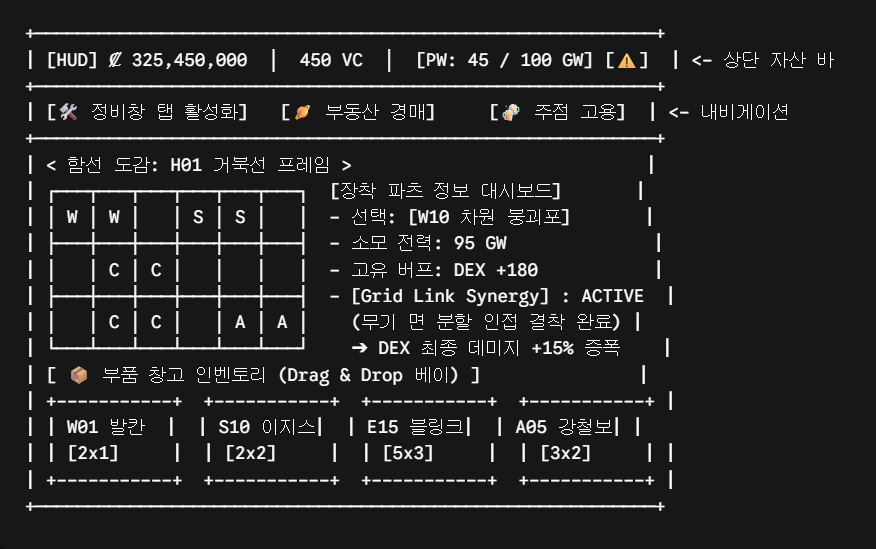 +──────────────────────────────────────────────────+
| [HUD] ₡ 325,450,000 │ 450 VC │ [PW: 45 / 100 GW] [⚠️] | <- 상단 자산 바
+──────────────────────────────────────────────────+
| [🛠️ 정비창 탭 활성화] [🪐 부동산 경매] [🍻 주점 고용] | <- 내비게이션
+──────────────────────────────────────────────────+
| < 함선 도감: H01 거북선 프레임 > |
| ┌───┬───┬───┬───┬───┬───┐ [장착 파츠 정보 대시보드] |
| │ W │ W │   │ S │ S │   │ - 선택: [W10 차원 붕괴포] |
| ├───┼───┼───┼───┼───┼───┤ - 소모 전력: 95 GW |
| │   │ C │ C │   │   │   │ - 고유 버프: DEX +180 |
| ├───┼───┼───┼───┼───┼───┤ - [Grid Link Synergy] : ACTIVE |
| │   │ C │ C │   │ A │ A │ (무기 면 분할 인접 결착 완료) |
| └───┴───┴───┴───┴───┴───┘ ➔ DEX 최종 데미지 +15% 증폭 |
| [ 📦 부품 창고 인벤토리 (Drag & Drop 베이) ] |
| +-----------+ +-----------+ +-----------+ +-----------+ |
| | W01 발칸 | | S10 이지스| | E15 블링크| | A05 강철보| |
| | [2x1] | | [2x2] | | [5x3] | | [3x2] | |
| +-----------+ +-----------+ +-----------+ +-----------+ |
+──────────────────────────────────────────────────+